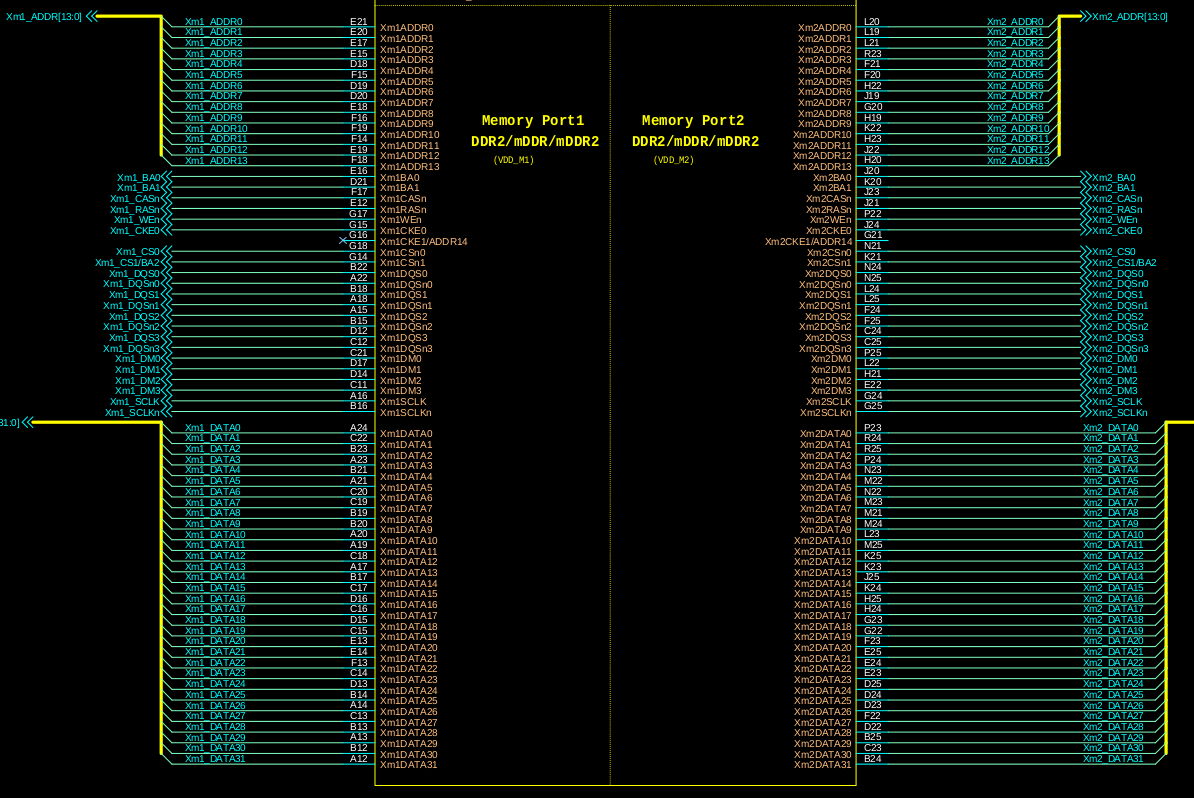 Xm1_ADDR[13:0] Xm2_ADDR[13:0]
Xm1_ADDR0 E21 Xm1ADDR0 Xm2ADDR0 L20 Xm2_ADDR0
Xm1_ADDR1 E20 Xm1ADDR1 Xm2ADDR1 L19 Xm2_ADDR1
Xm1_ADDR2 E17 Xm1ADDR2 Xm2ADDR2 L21 Xm2_ADDR2
Xm1_ADDR3 E15 Xm1ADDR3 Xm2ADDR3 R23 Xm2_ADDR3
Xm1_ADDR4 D18 Xm1ADDR4 Xm2ADDR4 F21 Xm2_ADDR4
Xm1_ADDR5 F15 Xm1ADDR5 Xm2ADDR5 F20 Xm2_ADDR5
Xm1_ADDR6 D19 Xm1ADDR6 Xm2ADDR6 H22 Xm2_ADDR6
Xm1_ADDR7 D20 Xm1ADDR7 Xm2ADDR7 J19 Xm2_ADDR7
Xm1_ADDR8 E18 Xm1ADDR8 Xm2ADDR8 G20 Xm2_ADDR8
Xm1_ADDR9 F16 Xm1ADDR9 Memory Port1 Memory Port2 Xm2ADDR9 H19 Xm2_ADDR9
Xm1_ADDR10 F19 Xm1ADDR10 Xm2ADDR10 K22 Xm2_ADDR10
Xm1_ADDR11 F14 Xm1ADDR11 DDR2/mDDR/mDDR2 DDR2/mDDR/mDDR2 Xm2ADDR11 H23 Xm2_ADDR11
Xm1_ADDR12 E19 Xm1ADDR12 (VDD_M1) (VDD_M2) Xm2ADDR12 J22 Xm2_ADDR12
Xm1_ADDR13 F18 Xm1ADDR13 Xm2ADDR13 H20 Xm2_ADDR13
Xm1_BA0 E16 Xm1BA0 Xm2BA0 J20 Xm2_BA0
Xm1_BA1 D21 Xm1BA1 Xm2BA1 K20 Xm2_BA1
Xm1_CASn F17 Xm1CASn Xm2CASn J23 Xm2_CASn
Xm1_RASn E12 Xm1RASn Xm2RASn J21 Xm2_RASn
Xm1_WEn G17 Xm1WEn Xm2WEn P22 Xm2_WEn
Xm1_CKE0 G15 Xm1CKE0 Xm2CKE0 J24 Xm2_CKE0
G16 Xm1CKE1/ADDR14 Xm2CKE1/ADDR14 G21
Xm1_CS0 G18 Xm1CSn0 Xm2CSn0 N21 Xm2_CS0
Xm1_CS1/BA2 G14 Xm1CSn1 Xm2CSn1 K21 Xm2_CS1/BA2
Xm1_DQS0 B22 Xm1DQS0 Xm2DQS0 N24 Xm2_DQS0
Xm1_DQSn0 A22 Xm1DQSn0 Xm2DQSn0 N25 Xm2_DQSn0
Xm1_DQS1 B18 Xm1DQS1 Xm2DQS1 L24 Xm2_DQS1
Xm1_DQSn1 A18 Xm1DQSn1 Xm2DQSn1 L25 Xm2_DQSn1
Xm1_DQS2 A15 Xm1DQS2 Xm2DQS2 F24 Xm2_DQS2
Xm1_DQSn2 B15 Xm1DQSn2 Xm2DQSn2 F25 Xm2_DQSn2
Xm1_DQS3 D12 Xm1DQS3 Xm2DQS3 C24 Xm2_DQS3
Xm1_DQSn3 C12 Xm1DQSn3 Xm2DQSn3 C25 Xm2_DQSn3
Xm1_DM0 C21 Xm1DM0 Xm2DM0 P25 Xm2_DM0
Xm1_DM1 D17 Xm1DM1 Xm2DM1 L22 Xm2_DM1
Xm1_DM2 D14 Xm1DM2 Xm2DM2 H21 Xm2_DM2
Xm1_DM3 C11 Xm1DM3 Xm2DM3 E22 Xm2_DM3
Xm1_SCLK A16 Xm1SCLK Xm2SCLK G24 Xm2_SCLK
Xm1_SCLKn B16 Xm1SCLKn Xm2SCLKn G25 Xm2_SCLKn
31:0]
Xm1_DATA0 A24 Xm1DATA0 Xm2DATA0 P23 Xm2_DATA0
Xm1_DATA1 C22 Xm1DATA1 Xm2DATA1 R24 Xm2_DATA1
Xm1_DATA2 B23 Xm1DATA2 Xm2DATA2 R25 Xm2_DATA2
Xm1_DATA3 A23 Xm1DATA3 Xm2DATA3 P24 Xm2_DATA3
Xm1_DATA4 B21 Xm1DATA4 Xm2DATA4 N23 Xm2_DATA4
Xm1_DATA5 A21 Xm1DATA5 Xm2DATA5 M22 Xm2_DATA5
Xm1_DATA6 C20 Xm1DATA6 Xm2DATA6 N22 Xm2_DATA6
Xm1_DATA7 C19 Xm1DATA7 Xm2DATA7 M23 Xm2_DATA7
Xm1_DATA8 B19 Xm1DATA8 Xm2DATA8 M21 Xm2_DATA8
Xm1_DATA9 B20 Xm1DATA9 Xm2DATA9 M24 Xm2_DATA9
Xm1_DATA10 A20 Xm1DATA10 Xm2DATA10 L23 Xm2_DATA10
Xm1_DATA11 A19 Xm1DATA11 Xm2DATA11 M25 Xm2_DATA11
Xm1_DATA12 C18 Xm1DATA12 Xm2DATA12 K25 Xm2_DATA12
Xm1_DATA13 A17 Xm1DATA13 Xm2DATA13 K23 Xm2_DATA13
Xm1_DATA14 B17 Xm1DATA14 Xm2DATA14 J25 Xm2_DATA14
Xm1_DATA15 C17 Xm1DATA15 Xm2DATA15 K24 Xm2_DATA15
Xm1_DATA16 D16 Xm1DATA16 Xm2DATA16 H25 Xm2_DATA16
Xm1_DATA17 C16 Xm1DATA17 Xm2DATA17 H24 Xm2_DATA17
Xm1_DATA18 D15 Xm1DATA18 Xm2DATA18 G23 Xm2_DATA18
Xm1_DATA19 C15 Xm1DATA19 Xm2DATA19 G22 Xm2_DATA19
Xm1_DATA20 E13 Xm1DATA20 Xm2DATA20 F23 Xm2_DATA20
Xm1_DATA21 E14 Xm1DATA21 Xm2DATA21 E25 Xm2_DATA21
Xm1_DATA22 F13 Xm1DATA22 Xm2DATA22 E24 Xm2_DATA22
Xm1_DATA23 C14 Xm1DATA23 Xm2DATA23 E23 Xm2_DATA23
Xm1_DATA24 D13 Xm1DATA24 Xm2DATA24 D25 Xm2_DATA24
Xm1_DATA25 B14 Xm1DATA25 Xm2DATA25 D24 Xm2_DATA25
Xm1_DATA26 A14 Xm1DATA26 Xm2DATA26 D23 Xm2_DATA26
Xm1_DATA27 C13 Xm1DATA27 Xm2DATA27 F22 Xm2_DATA27
Xm1_DATA28 B13 Xm1DATA28 Xm2DATA28 D22 Xm2_DATA28
Xm1_DATA29 A13 Xm1DATA29 Xm2DATA29 B25 Xm2_DATA29
Xm1_DATA30 B12 Xm1DATA30 Xm2DATA30 C23 Xm2_DATA30
Xm1_DATA31 A12 Xm1DATA31 Xm2DATA31 B24 Xm2_DATA31